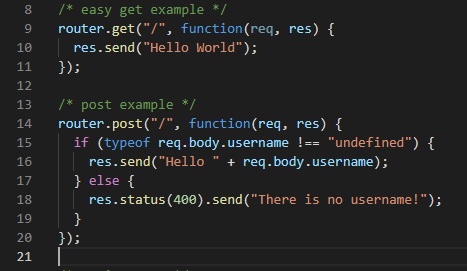 8 /* easy get example */
9 router.get("/", function(req, res) {
10   res.send("Hello World");
11 });
12
13 /* post example */
14 router.post("/", function(req, res) {
15   if (typeof req.body.username !== "undefined") {
16     res.send("Hello " + req.body.username);
17   } else {
18     res.status(400).send("There is no username!");
19   }
20 });
21